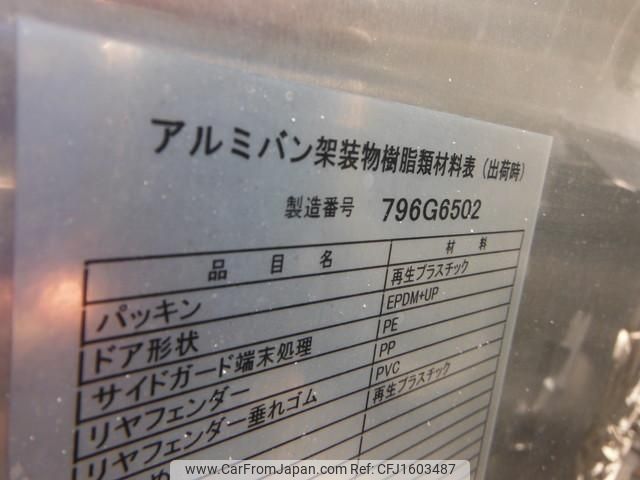 アルミバン架装物樹脂類材料表（出荷時）
製造番号 796G6502
品目名 材料
パッキン 再生プラスチック
ドア形状 EPDM+UP
サイドガード端末処理 PE
リヤフェンダー PP
リヤフェンダー垂れゴム PVC
再生プラスチック
www.CarFromJapan.com CFJ1603487